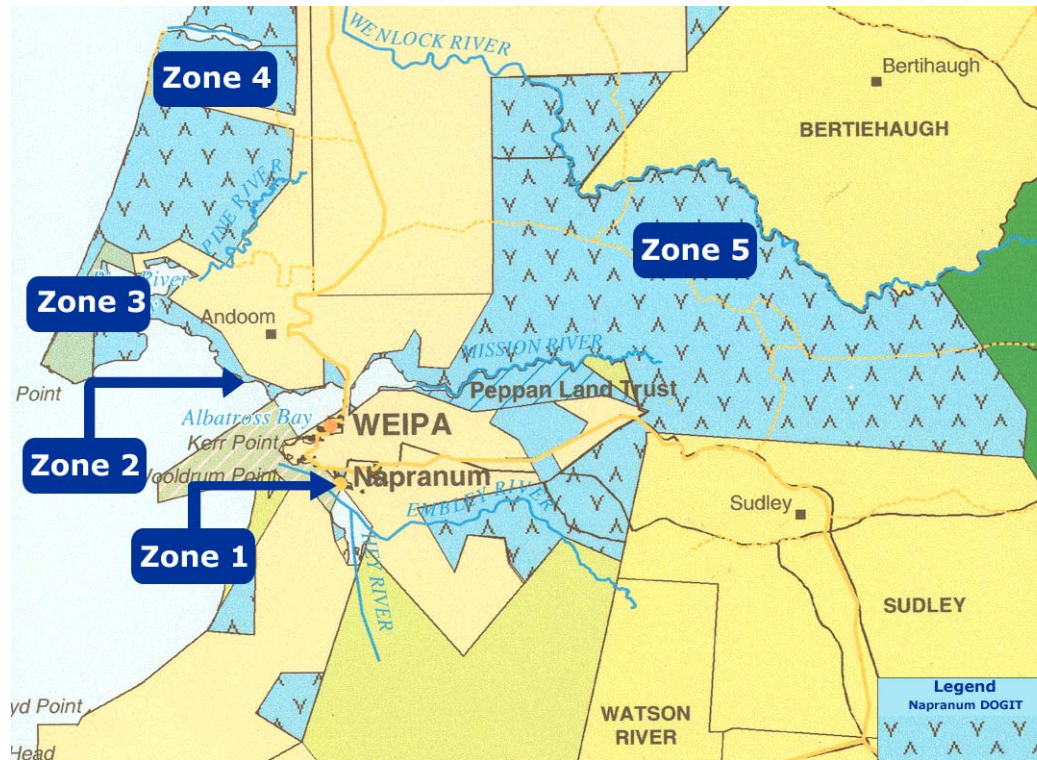 WENLOCK RIVER
Zone 4
Bertihaugh
BERTIEHAUGH
PINE RIVER
Zone 5
River
Zone 3
Andoom
MISSION RIVER
Peppan Land Trust
Point
Albatross Bay
WEIPA
Kerr Point
Zone 2
Wooldrum Point
Napranum
EMBLEY RIVER
Sudley
Zone 1
HEY RIVER
SUDLEY
Legend
Napranum DOGIT
yd Point
WATSON
RIVER
Head